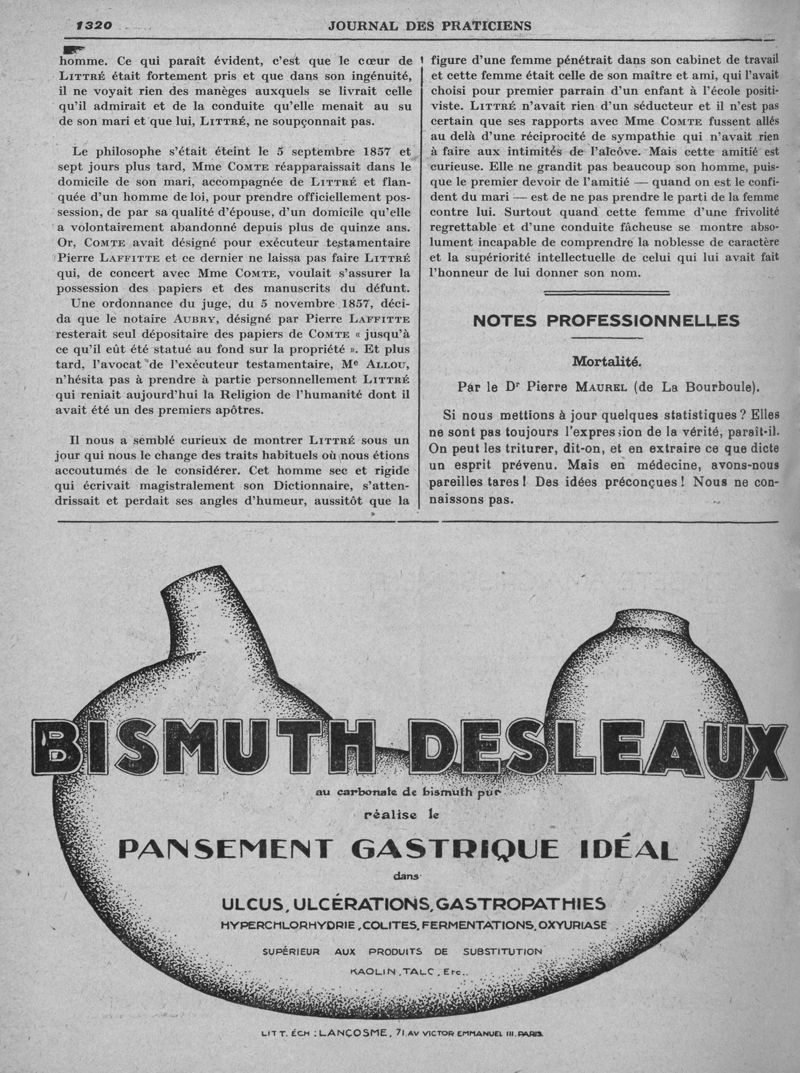 1320
JOURNAL DES PRATICIENS
homme. Ce qui paraît évident, c'est que le cœur de
LITTRÉ était fortement pris et que dans son ingénuité,
il ne voyait rien des manèges auxquels se livrait celle
qu'il admirait et de la conduite qu'elle menait au su
de son mari et que lui, LITTRÉ, ne soupçonnait pas.
Le philosophe s'était éteint le 5 septembre 1857 et
sept jours plus tard, Mme COMTE réapparaissait dans le
domicile de son mari, accompagnée de LITTRÉ et flan-
quée d'un homme de loi, pour prendre officiellement pos-
session, de par sa qualité d'épouse, d'un domicile qu'elle
a volontairement abandonné depuis plus de quinze ans.
Or, COMTE avait désigné pour exécuteur testamentaire
Pierre LAFFITTE et ce dernier ne laissa pas faire LITTRÉ
qui, de concert avec Mme COMTE, voulait s'assurer la
possession des papiers et des manuscrits du défunt.
Une ordonnance du juge, du 5 novembre 1857, déci-
da que le notaire AUBRY, désigné par Pierre LAFFITTE
resterait seul dépositaire des papiers de COMTE « jusqu'à
ce qu'il eût été statué au fond sur la propriété ». Et plus
tard, l'avocat de l'exécuteur testamentaire, Me ALLOU,
n'hésita pas à prendre à partie personnellement LITTRÉ
qui reniait aujourd'hui la Religion de l'humanité dont il
avait été un des premiers apôtres.
Il nous a semblé curieux de montrer LITTRÉ sous un
jour qui nous le change des traits habituels où nous étions
accoutumés de le considérer. Cet homme sec et rigide
qui écrivait magistralement son Dictionnaire, s'atten-
drissait et perdait ses angles d'humeur, aussitôt que la
figure d'une femme pénétrait dans son cabinet de travail
et cette femme était celle de son maître et ami, qui l'avait
choisi pour premier parrain d'un enfant à l'école positi-
viste. LITTRÉ n'avait rien d'un séducteur et il n'est pas
certain que ses rapports avec Mme COMTE fussent allés
au delà d'une réciprocité de sympathie qui n'avait rien
à faire aux intimités de l'alcôve. Mais cette amitié est
curieuse. Elle ne grandit pas beaucoup son homme, puis-
que le premier devoir de l'amitié — quand on est le confi-
dent du mari — est de ne pas prendre le parti de la femme
contre lui. Surtout quand cette femme d'une frivolité
regrettable et d'une conduite fâcheuse se montre abso-
lument incapable de comprendre la noblesse de caractère
et la supériorité intellectuelle de celui qui lui avait fait
l'honneur de lui donner son nom.
NOTES PROFESSIONNELLES
Mortalité.
Par le Dr Pierre MAUREL (de La Bourboule).
Si nous mettions à jour quelques statistiques ? Elles
ne sont pas toujours l'expression de la vérité, paraît-il.
On peut les triturer, dit-on, et en extraire ce que dicte
un esprit prévenu. Mais en médecine, avons-nous
pareilles tares ! Des idées préconçues ! Nous ne con-
naissons pas.
BISMUTH DESLEAUX
au carbonate de bismuth pur
réalise le
PANSEMENT GASTRIQUE IDÉAL
dans
ULCUS, ULCÉRATIONS, GASTROPATHIES
HYPERCHLORHYDRIE, COLITES, FERMENTATIONS, OXYURIASE
SUPÉRIEUR AUX PRODUITS DE SUBSTITUTION
KAOLIN, TALC, Etc..
LITT. ÉCH : LANÇOSME, 71, AV VICTOR EMMANUEL III. PARIS.